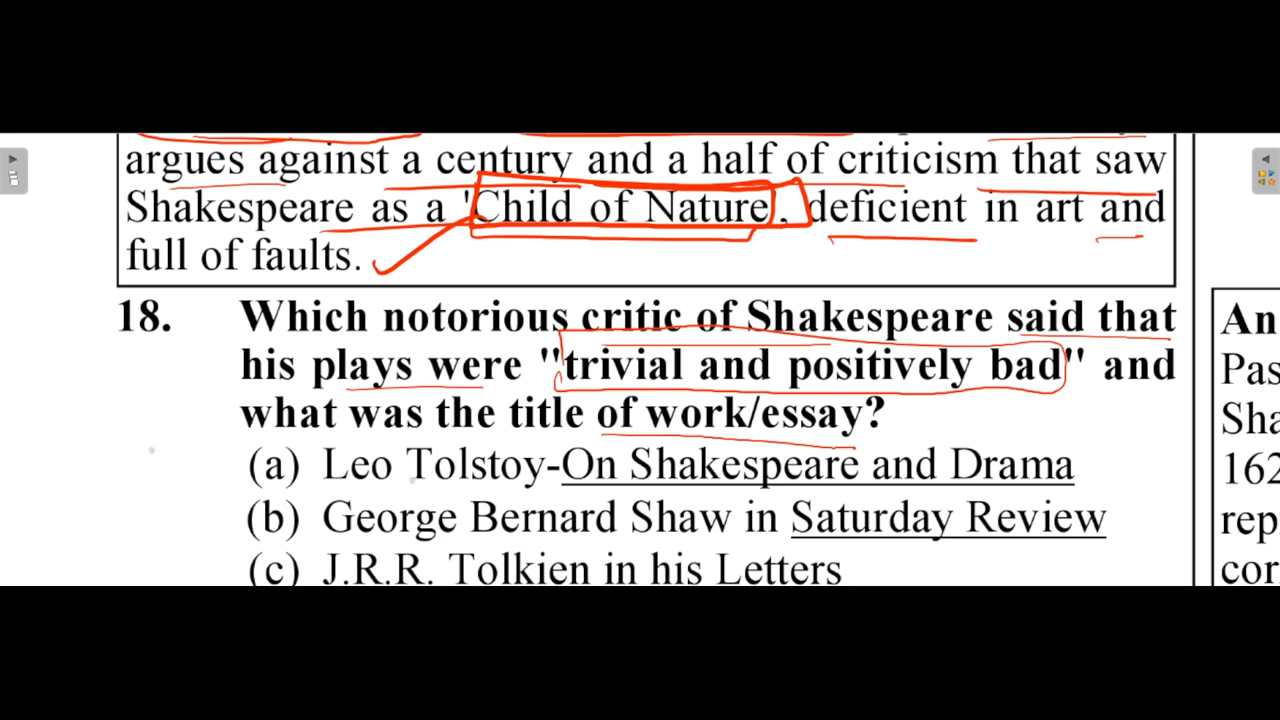 argues against a century and a half of criticism that saw
Shakespeare as a 'Child of Nature', deficient in art and
full of faults.
18. Which notorious critic of Shakespeare said that
his plays were "trivial and positively bad" and
what was the title of work/essay?
(a) Leo Tolstoy-On Shakespeare and Drama
(b) George Bernard Shaw in Saturday Review
(c) J.R.R. Tolkien in his Letters
An
Pas
Sha
162
rep
cor